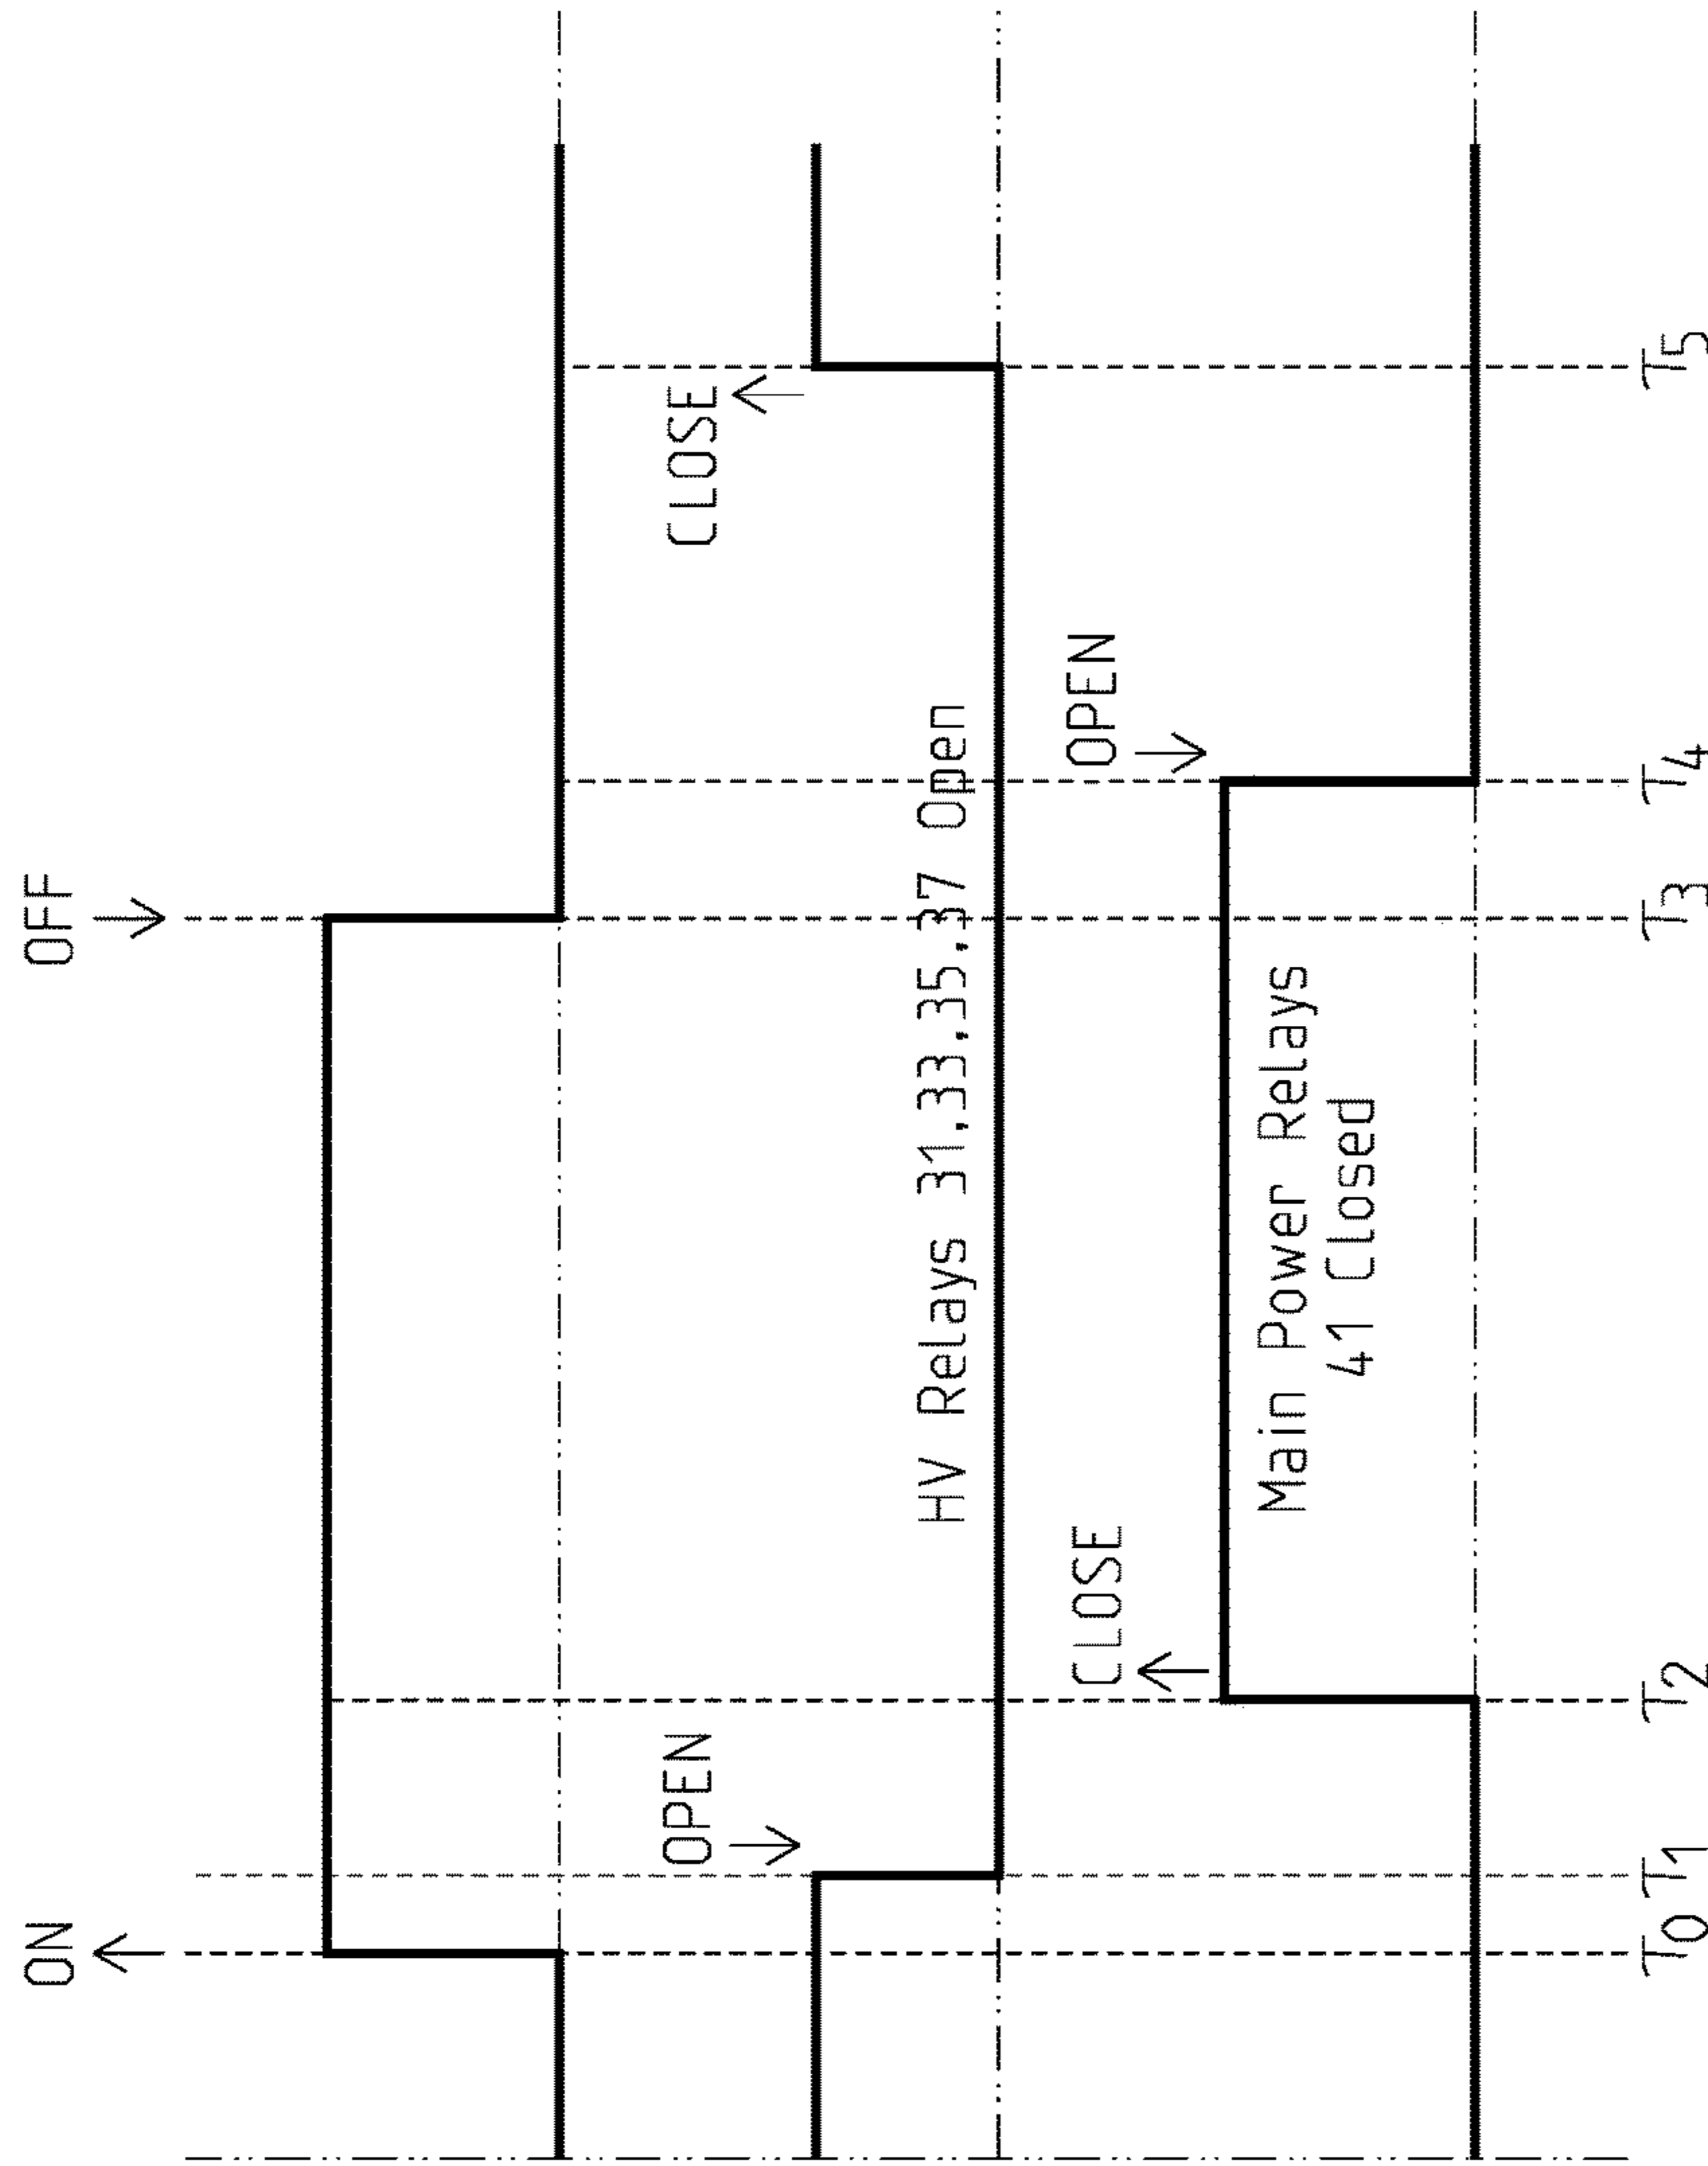 ON
OFF
OPEN
CLOSE
HV Relays 31,33,35,37 Open
CLOSE
OPEN
Main Power Relays
41 Closed
T0
T1
T2
T3
T4
T5